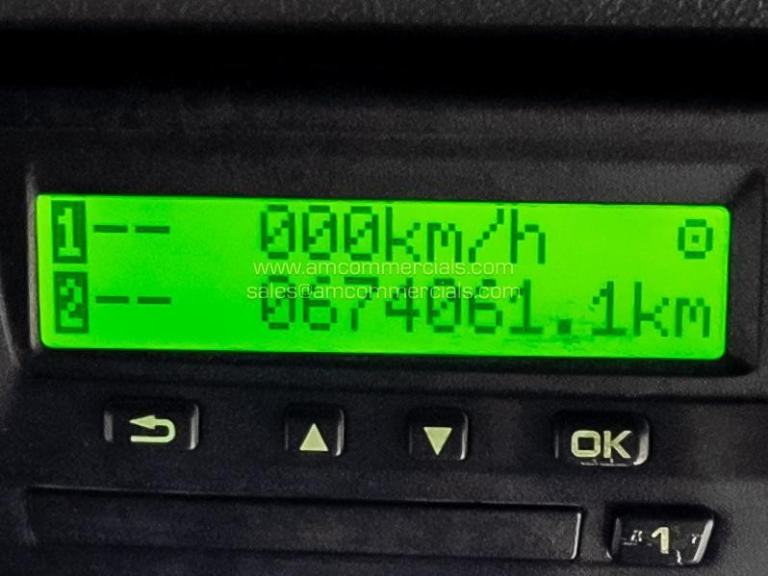 1 -- 000km/h
www.amcommercials.com
sales@amcommercials.com
2 -- 0674061.1km
OK
1